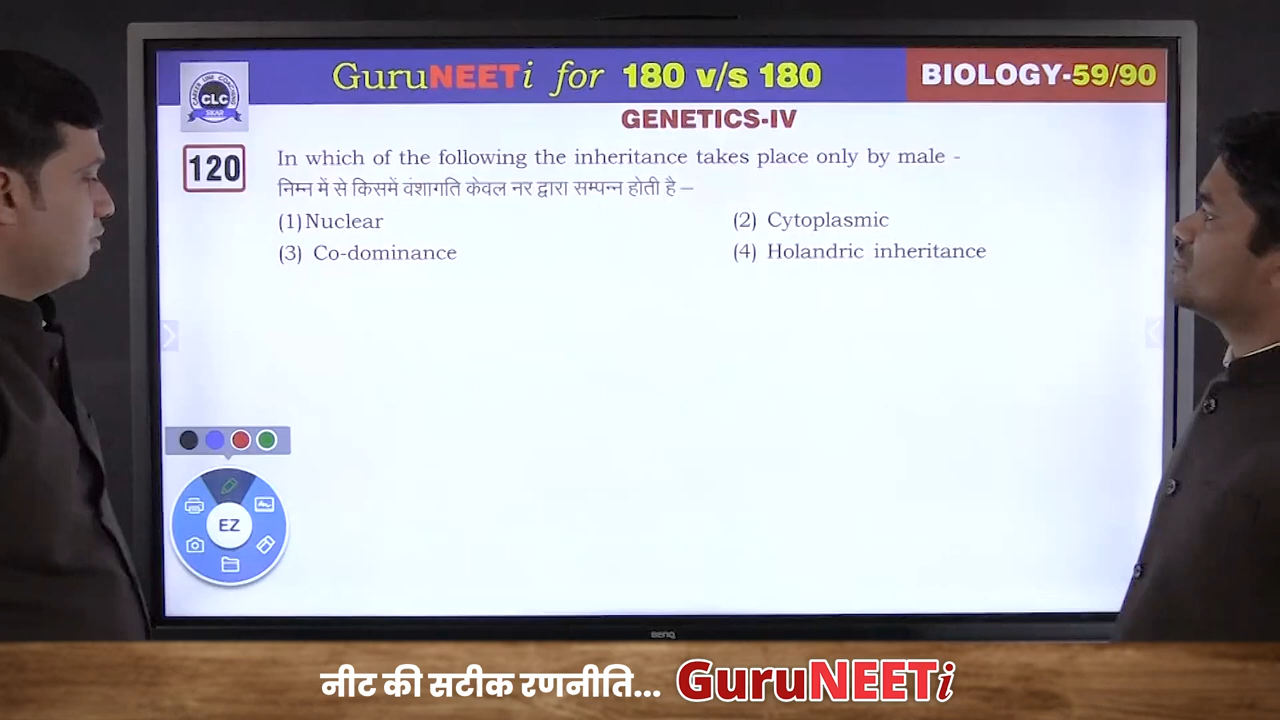 GuruNEETi for 180 v/s 180
BIOLOGY-59/90
CLC
SIKAR
GENETICS-IV
120
In which of the following the inheritance takes place only by male -
निम्न में से किसमें वंशागति केवल नर द्वारा सम्पन्न होती है –
(1) Nuclear
(2) Cytoplasmic
(3) Co-dominance
(4) Holandric inheritance
EZ
BenQ
नीट की सटीक रणनीति... GuruNEETi